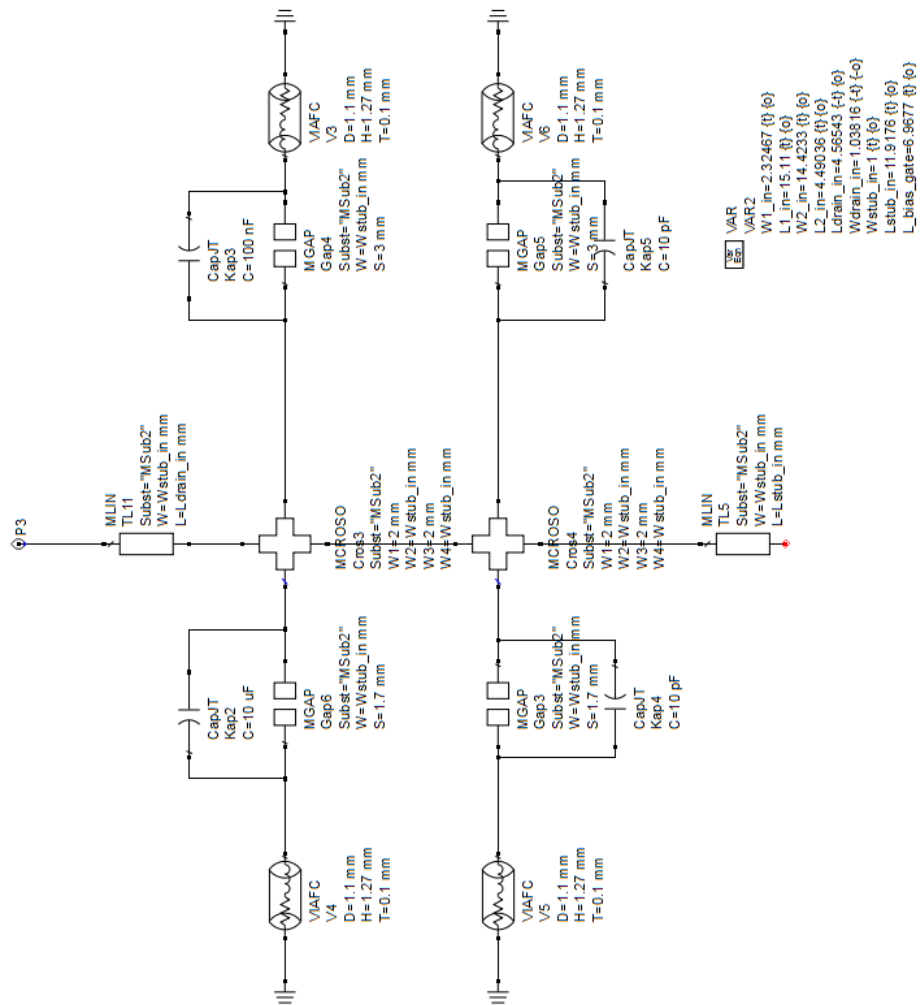 P3
MLIN
TL11
Subst="MSub2"
W=Wstub_in mm
L=Ldrain_in mm
CapJT
Kap2
C=10 uF
MGAP
Gap6
Subst="MSub2"
W=Wstub_in mm
S=1.7 mm
VIAFC
V4
D=1.1 mm
H=1.27 mm
T=0.1 mm
MCROSO
Cros3
Subst="MSub2"
W1=2 mm
W2=Wstub_in mm
W3=2 mm
W4=Wstub_in mm
CapJT
Kap3
C=100 nF
MGAP
Gap4
Subst="MSub2"
W=Wstub_in mm
S=3 mm
VIAFC
V3
D=1.1 mm
H=1.27 mm
T=0.1 mm
VIAFC
V5
D=1.1 mm
H=1.27 mm
T=0.1 mm
MGAP
Gap3
Subst="MSub2"
W=Wstub_in mm
S=1.7 mm
CapJT
Kap4
C=10 pF
MCROSO
Cros4
Subst="MSub2"
W1=2 mm
W2=Wstub_in mm
W3=2 mm
W4=Wstub_in mm
MGAP
Gap5
Subst="MSub2"
W=Wstub_in mm
S=3 mm
CapJT
Kap5
C=10 pF
VIAFC
V6
D=1.1 mm
H=1.27 mm
T=0.1 mm
MLIN
TL5
Subst="MSub2"
W=Wstub_in mm
L=Lstub_in mm
Var
Eqn
VAR
VAR2
W1_in=2.32467 {t} {o}
L1_in=15.11 {t} {o}
W2_in=14.4233 {t} {o}
L2_in=4.49036 {t} {o}
Ldrain_in=4.56543 {-t} {o}
Wdrain_in=1.03816 {-t} {-o}
Wstub_in=1 {t} {o}
Lstub_in=11.9176 {t} {o}
L_bias_gate=6.9677 {t} {o}